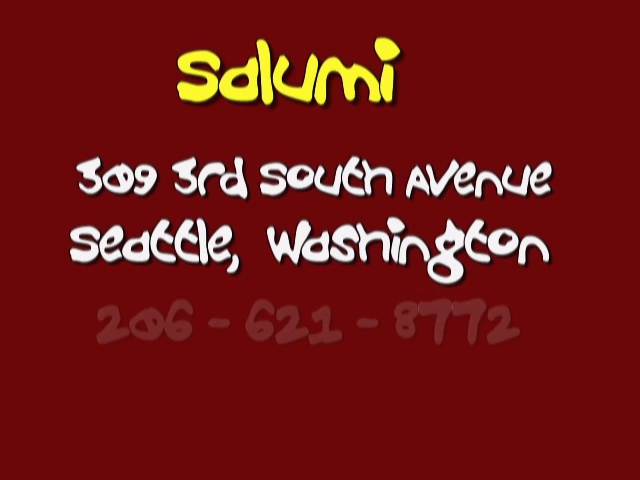 Salumi
309 3rd South Avenue
Seattle, Washington
206 - 621 - 8772